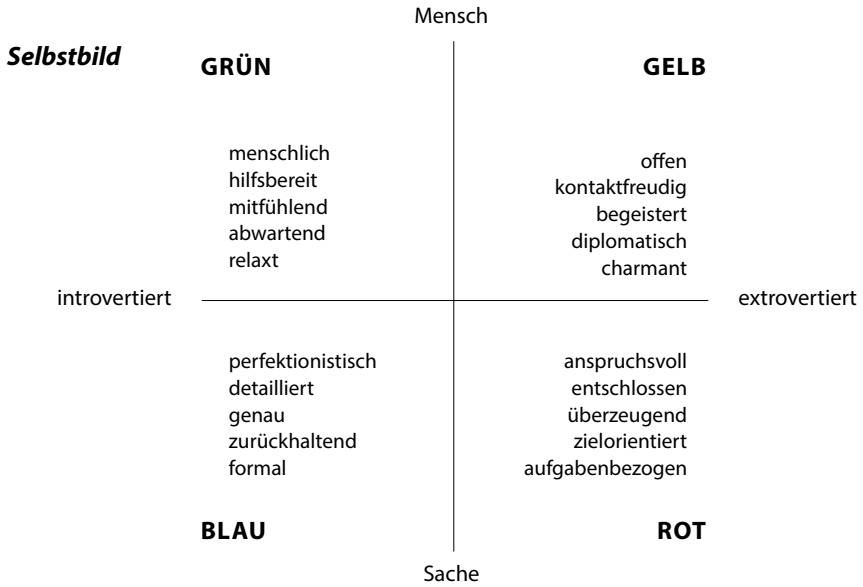 Mensch
Selbstbild
GRÜN
GELB
menschlich
hilfsbereit
mitfühlend
abwartend
relaxt
offen
kontaktfreudig
begeistert
diplomatisch
charmant
introvertiert
extrovertiert
perfektionistisch
detailliert
genau
zurückhaltend
formal
anspruchsvoll
entschlossen
überzeugend
zielorientiert
aufgabenbezogen
BLAU
ROT
Sache